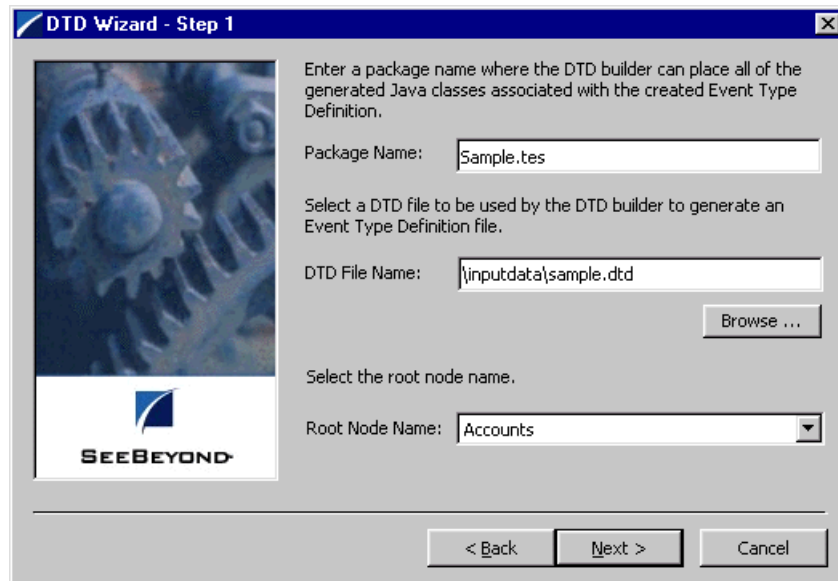 DTD Wizard - Step 1
Enter a package name where the DTD builder can place all of the
generated Java classes associated with the created Event Type
Definition.
Package Name: Sample.tes
Select a DTD file to be used by the DTD builder to generate an
Event Type Definition file.
DTD File Name: \inputdata\sample.dtd
Browse ...
Select the root node name.
Root Node Name: Accounts
SEEBEYOND
< Back Next > Cancel